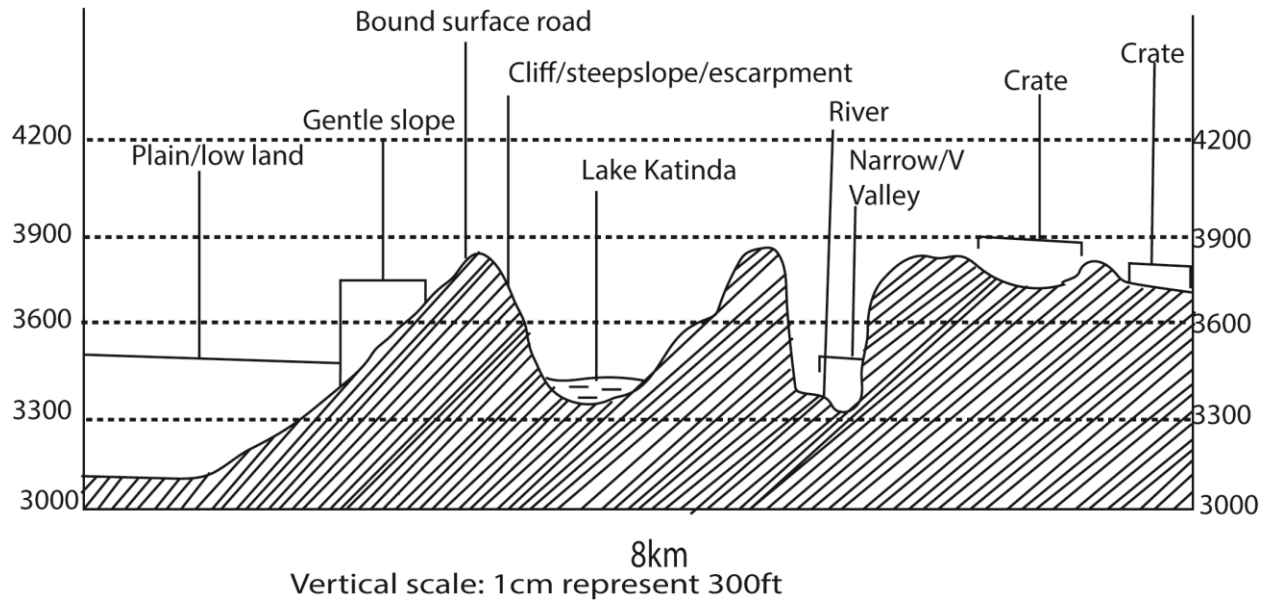 Bound surface road
Cliff/steepslope/escarpment
Crate
Crate
River
Gentle slope
4200
4200
Plain/low land
Lake Katinda
Narrow/V
Valley
3900
3900
3600
3600
3300
3300
3000
3000
8km
Vertical scale: 1cm represent 300ft